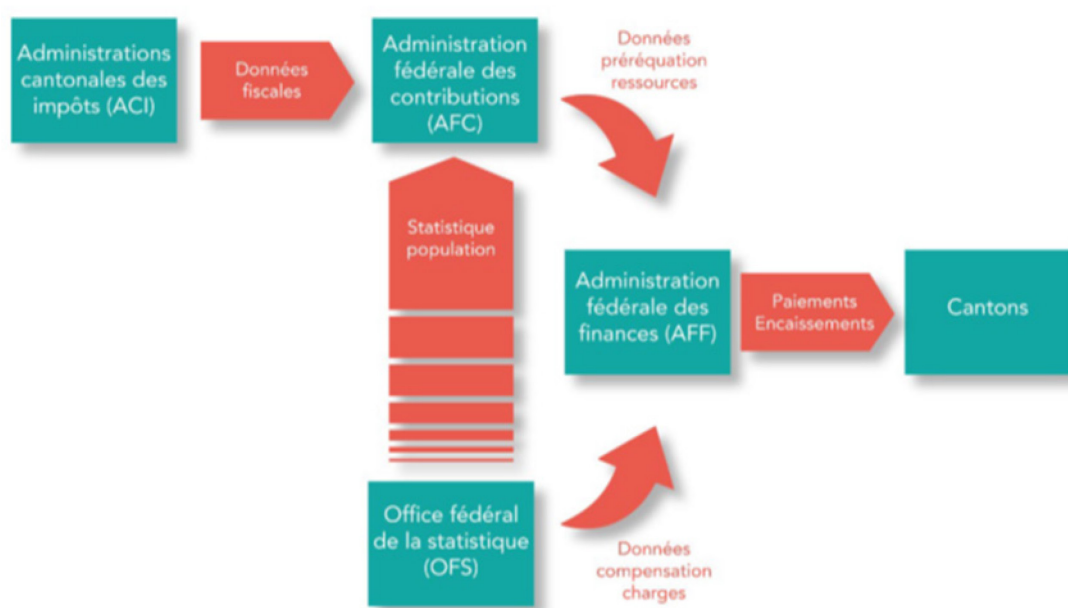 Administrations
cantonales des
impôts (ACI)
Données
fiscales
Administration
fédérale des
contributions
(AFC)
Données
préréquation
ressources
Statistique
population
Administration
fédérale des
finances (AFF)
Paiements
Encaissements
Cantons
Office fédéral
de la statistique
(OFS)
Données
compensation
charges